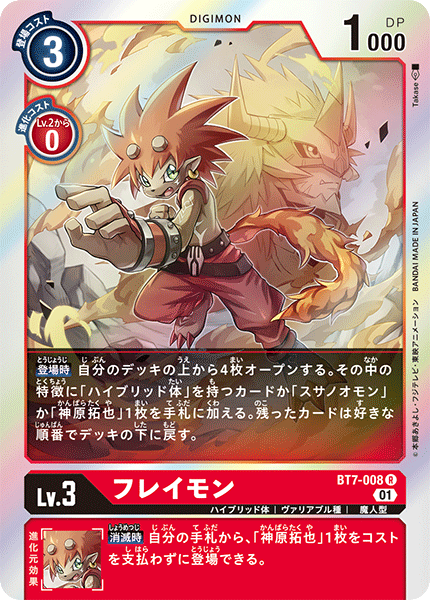 登場コスト
3
DIGIMON
DP
1000
進化コスト
Lv.2から
0
Takase
©本郷あきよし・フジテレビ・東映アニメーション BANDAI MADE IN JAPAN
登場時 自分のデッキの上から4枚オープンする。その中の
特徴に「ハイブリッド体」を持つカードか「スサノオモン」
か「神原拓也」1枚を手札に加える。残ったカードは好きな
順番でデッキの下に戻す。
BT7-008 R
Lv.3
フレイモン
01
ハイブリッド体 | ヴァリアブル種 | 魔人型
進化元効果
消滅時 自分の手札から、「神原拓也」1枚をコスト
を支払わずに登場できる。